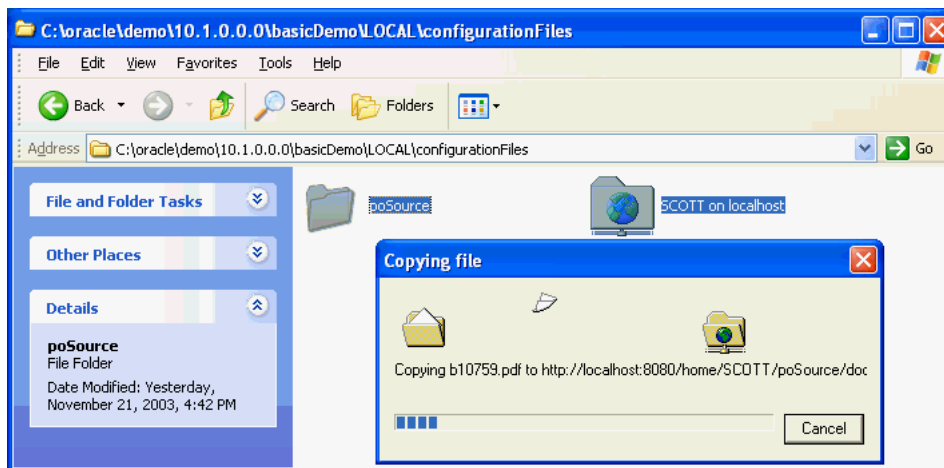 C:\oracle\demo\10.1.0.0.0\basicDemo\LOCAL\configurationFiles
File Edit View Favorites Tools Help
Back Search Folders
Address C:\oracle\demo\10.1.0.0.0\basicDemo\LOCAL\configurationFiles Go
File and Folder Tasks
poSource
SCOTT on localhost
Other Places
Details
poSource
File Folder
Date Modified: Yesterday,
November 21, 2003, 4:42 PM
Copying file
Copying b10759.pdf to http://localhost:8080/home/SCOTT/poSource/doc
Cancel